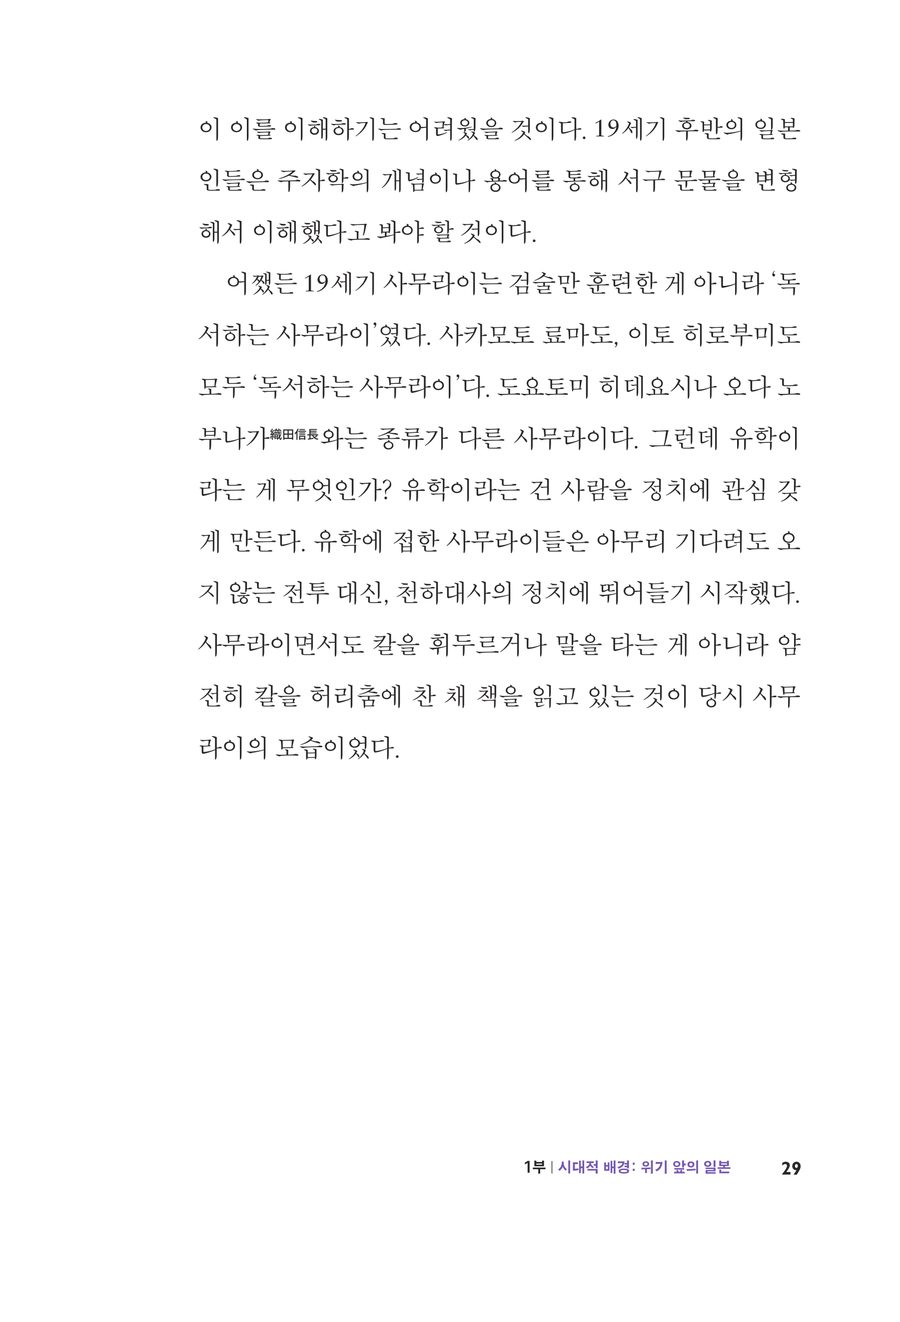 이 이를 이해하기는 어려웠을 것이다. 19세기 후반의 일본
인들은 주자학의 개념이나 용어를 통해 서구 문물을 변형
해서 이해했다고 봐야 할 것이다.
어쨌든 19세기 사무라이는 검술만 훈련한 게 아니라 ‘독
서하는 사무라이’였다. 사카모토 료마도, 이토 히로부미도
모두 ‘독서하는 사무라이’다. 도요토미 히데요시나 오다 노
부나가織田信長와는 종류가 다른 사무라이다. 그런데 유학이
라는 게 무엇인가? 유학이라는 건 사람을 정치에 관심 갖
게 만든다. 유학에 접한 사무라이들은 아무리 기다려도 오
지 않는 전투 대신, 천하대사의 정치에 뛰어들기 시작했다.
사무라이면서도 칼을 휘두르거나 말을 타는 게 아니라 얌
전히 칼을 허리춤에 찬 채 책을 읽고 있는 것이 당시 사무
라이의 모습이었다.
1부 | 시대적 배경: 위기 앞의 일본 29